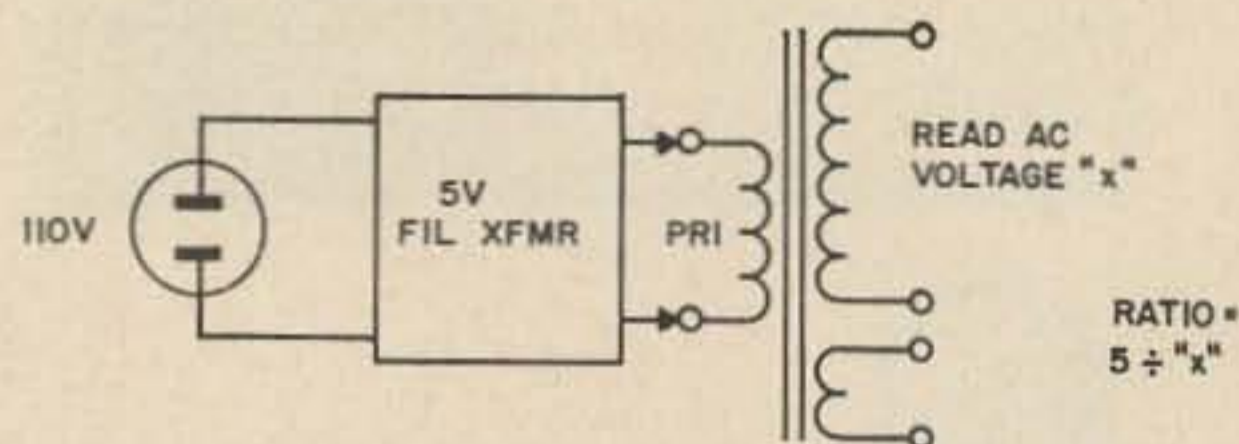 110V
5V
FIL XFMR
PRI
READ AC
VOLTAGE "x"
RATIO =
5 ÷ "x"